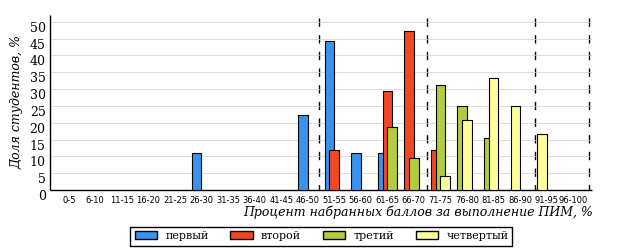 Доля студентов, %
50
45
40
35
30
25
20
15
10
5
0
0-5 6-10 11-15 16-20 21-25 26-30 31-35 36-40 41-45 46-50 51-55 56-60 61-65 66-70 71-75 76-80 81-85 86-90 91-95 96-100
Процент набранных баллов за выполнение ПИМ, %
первый второй третий четвертый